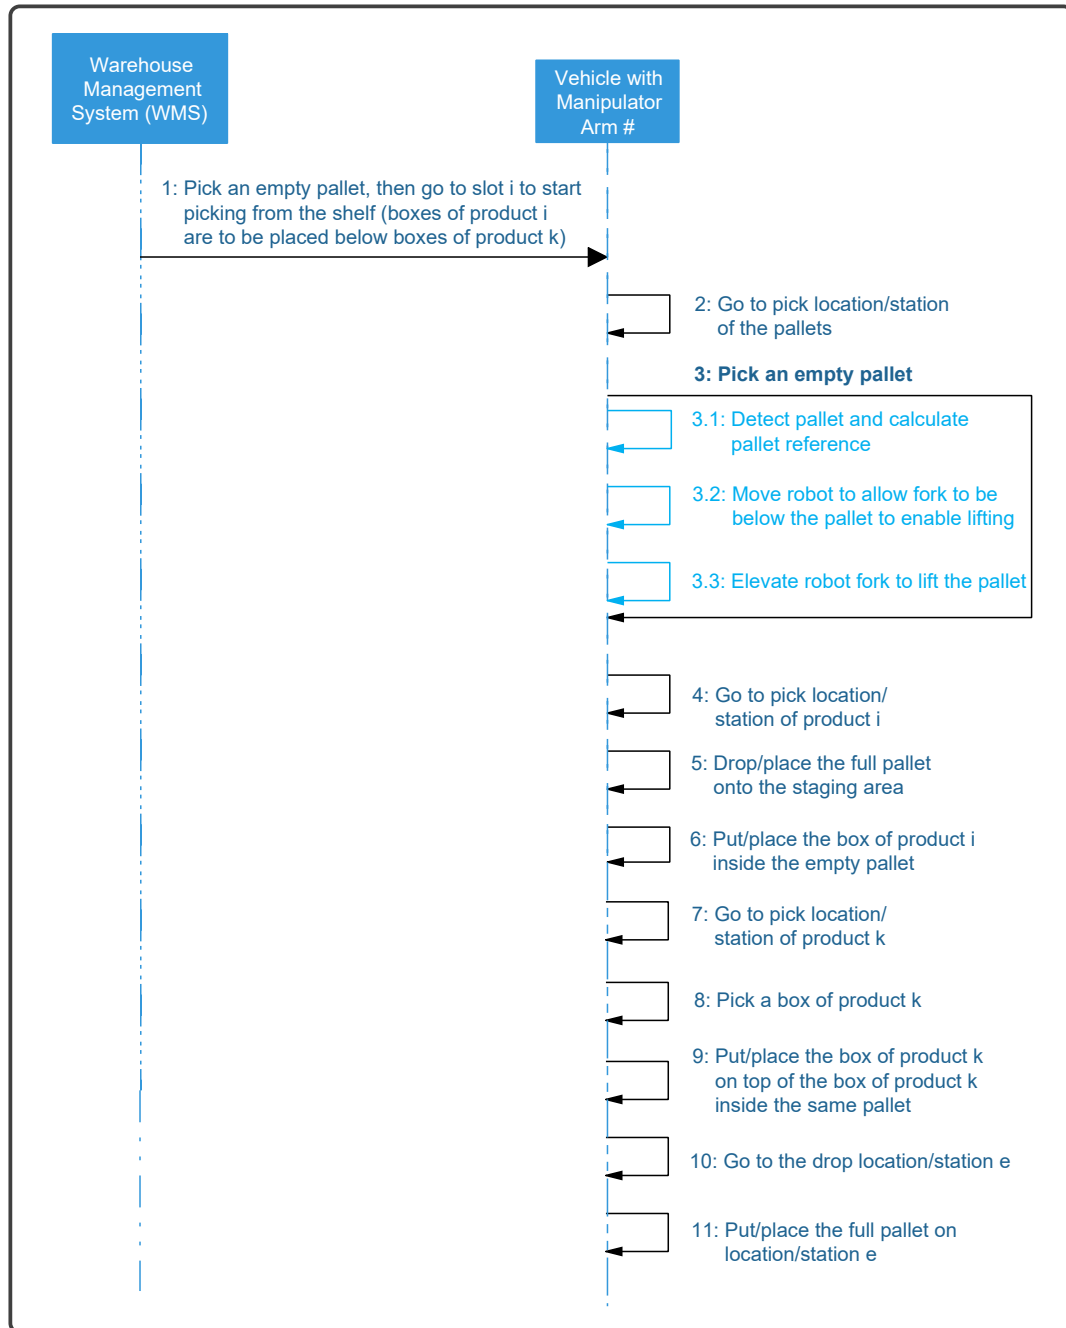 Warehouse
Management
System (WMS)
Vehicle with
Manipulator
Arm #
1: Pick an empty pallet, then go to slot i to start
picking from the shelf (boxes of product i
are to be placed below boxes of product k)
2: Go to pick location/station
of the pallets
3: Pick an empty pallet
3.1: Detect pallet and calculate
pallet reference
3.2: Move robot to allow fork to be
below the pallet to enable lifting
3.3: Elevate robot fork to lift the pallet
4: Go to pick location/
station of product i
5: Drop/place the full pallet
onto the staging area
6: Put/place the box of product i
inside the empty pallet
7: Go to pick location/
station of product k
8: Pick a box of product k
9: Put/place the box of product k
on top of the box of product k
inside the same pallet
10: Go to the drop location/station e
11: Put/place the full pallet on
location/station e